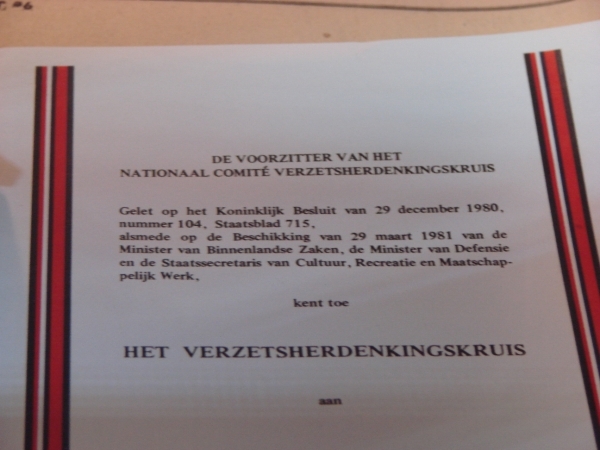 DE VOORZITTER VAN HET
NATIONAAL COMITÉ VERZETSHERDENKINGSKRUIS
Gelet op het Koninklijk Besluit van 29 december 1980,
nummer 104, Staatsblad 715,
alsmede op de Beschikking van 29 maart 1981 van de
Minister van Binnenlandse Zaken, de Minister van Defensie
en de Staatssecretaris van Cultuur, Recreatie en Maatschap-
pelijk Werk,
kent toe
HET VERZETSHERDENKINGSKRUIS
aan